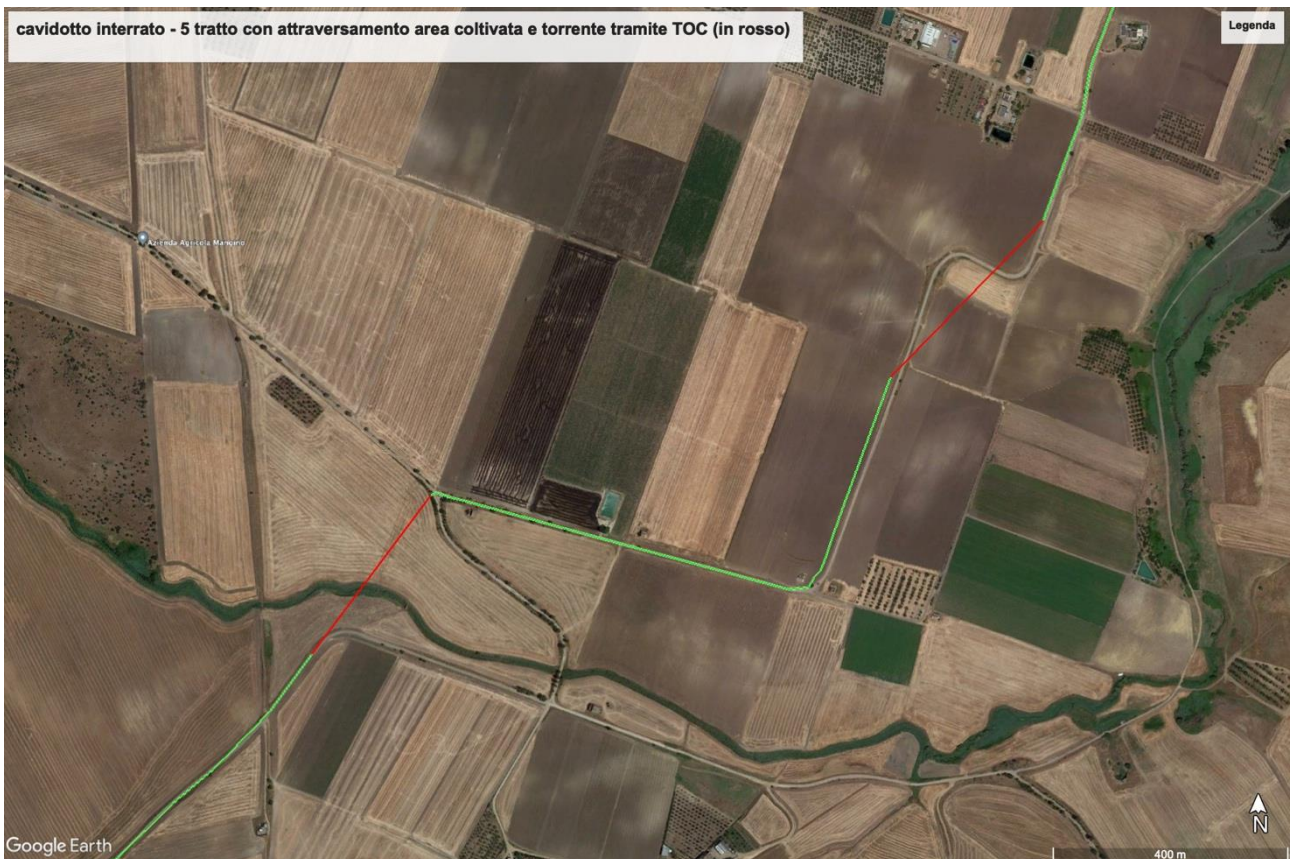 cavidotto interrato - 5 tratto con attraversamento area coltivata e torrente tramite TOC (in rosso)
Legenda
Azienda Agricola Mancino
N
Google Earth
400 m